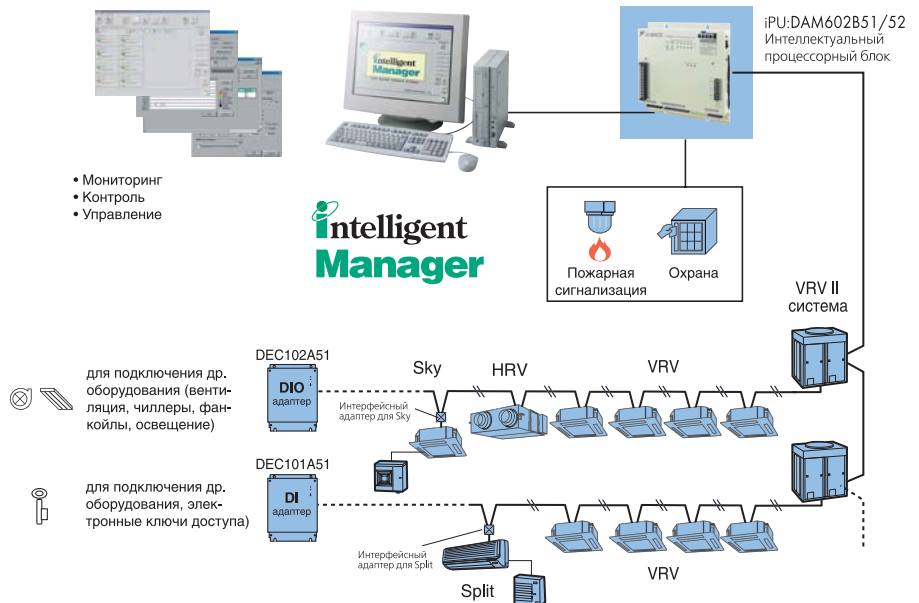 iPU:DAM602B51/52
Интеллектуальный
процессорный блок
intelligent
Manager
• Мониторинг
• Контроль
• Управление
intelligent
Manager
Пожарная
сигнализация
Охрана
VRV II
система
DEC102A51
для подключения др.
оборудования (венти-
ляция, чиллеры, фан-
койлы, освещение)
DIO
адаптер
Sky
HRV
VRV
Интерфейсный
адаптер для Sky
DEC101A51
для подключения др.
оборудования, элек-
тронные ключи доступа)
DI
адаптер
Интерфейсный
адаптер для Split
Split
VRV